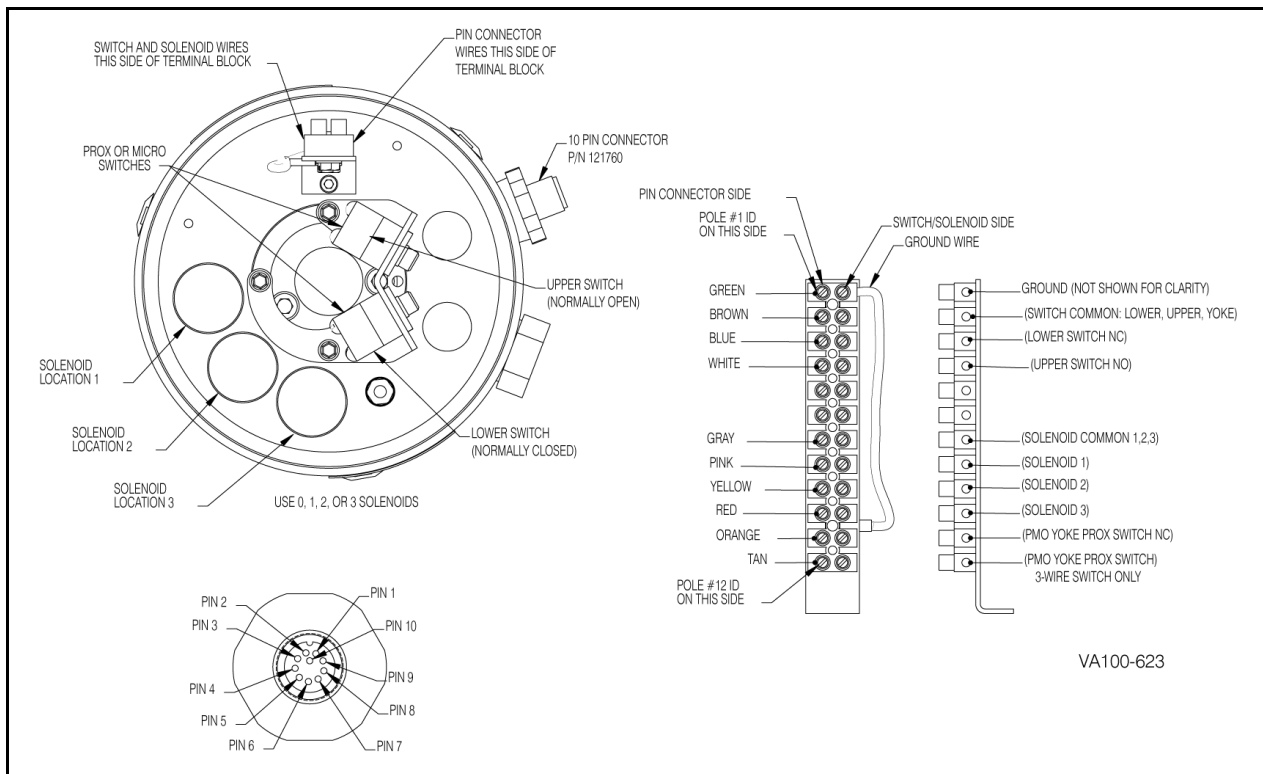 SWITCH AND SOLENOID WIRES
THIS SIDE OF TERMINAL BLOCK
PIN CONNECTOR
WIRES THIS SIDE OF
TERMINAL BLOCK
PROX OR MICRO
SWITCHES
10 PIN CONNECTOR
P/N 121760
UPPER SWITCH
(NORMALLY OPEN)
SOLENOID
LOCATION 1
SOLENOID
LOCATION 2
SOLENOID
LOCATION 3
LOWER SWITCH
(NORMALLY CLOSED)
USE 0, 1, 2, OR 3 SOLENOIDS
PIN CONNECTOR SIDE
POLE #1 ID
ON THIS SIDE
SWITCH/SOLENOID SIDE
GROUND WIRE
GREEN
BROWN
BLUE
WHITE
GRAY
PINK
YELLOW
RED
ORANGE
TAN
POLE #12 ID
ON THIS SIDE
GROUND (NOT SHOWN FOR CLARITY)
(SWITCH COMMON: LOWER, UPPER, YOKE)
(LOWER SWITCH NC)
(UPPER SWITCH NO)
(SOLENOID COMMON 1,2,3)
(SOLENOID 1)
(SOLENOID 2)
(SOLENOID 3)
(PMO YOKE PROX SWITCH NC)
(PMO YOKE PROX SWITCH)
3-WIRE SWITCH ONLY
PIN 1
PIN 2
PIN 10
PIN 3
PIN 9
PIN 4
PIN 8
PIN 5
PIN 7
PIN 6
VA100-623